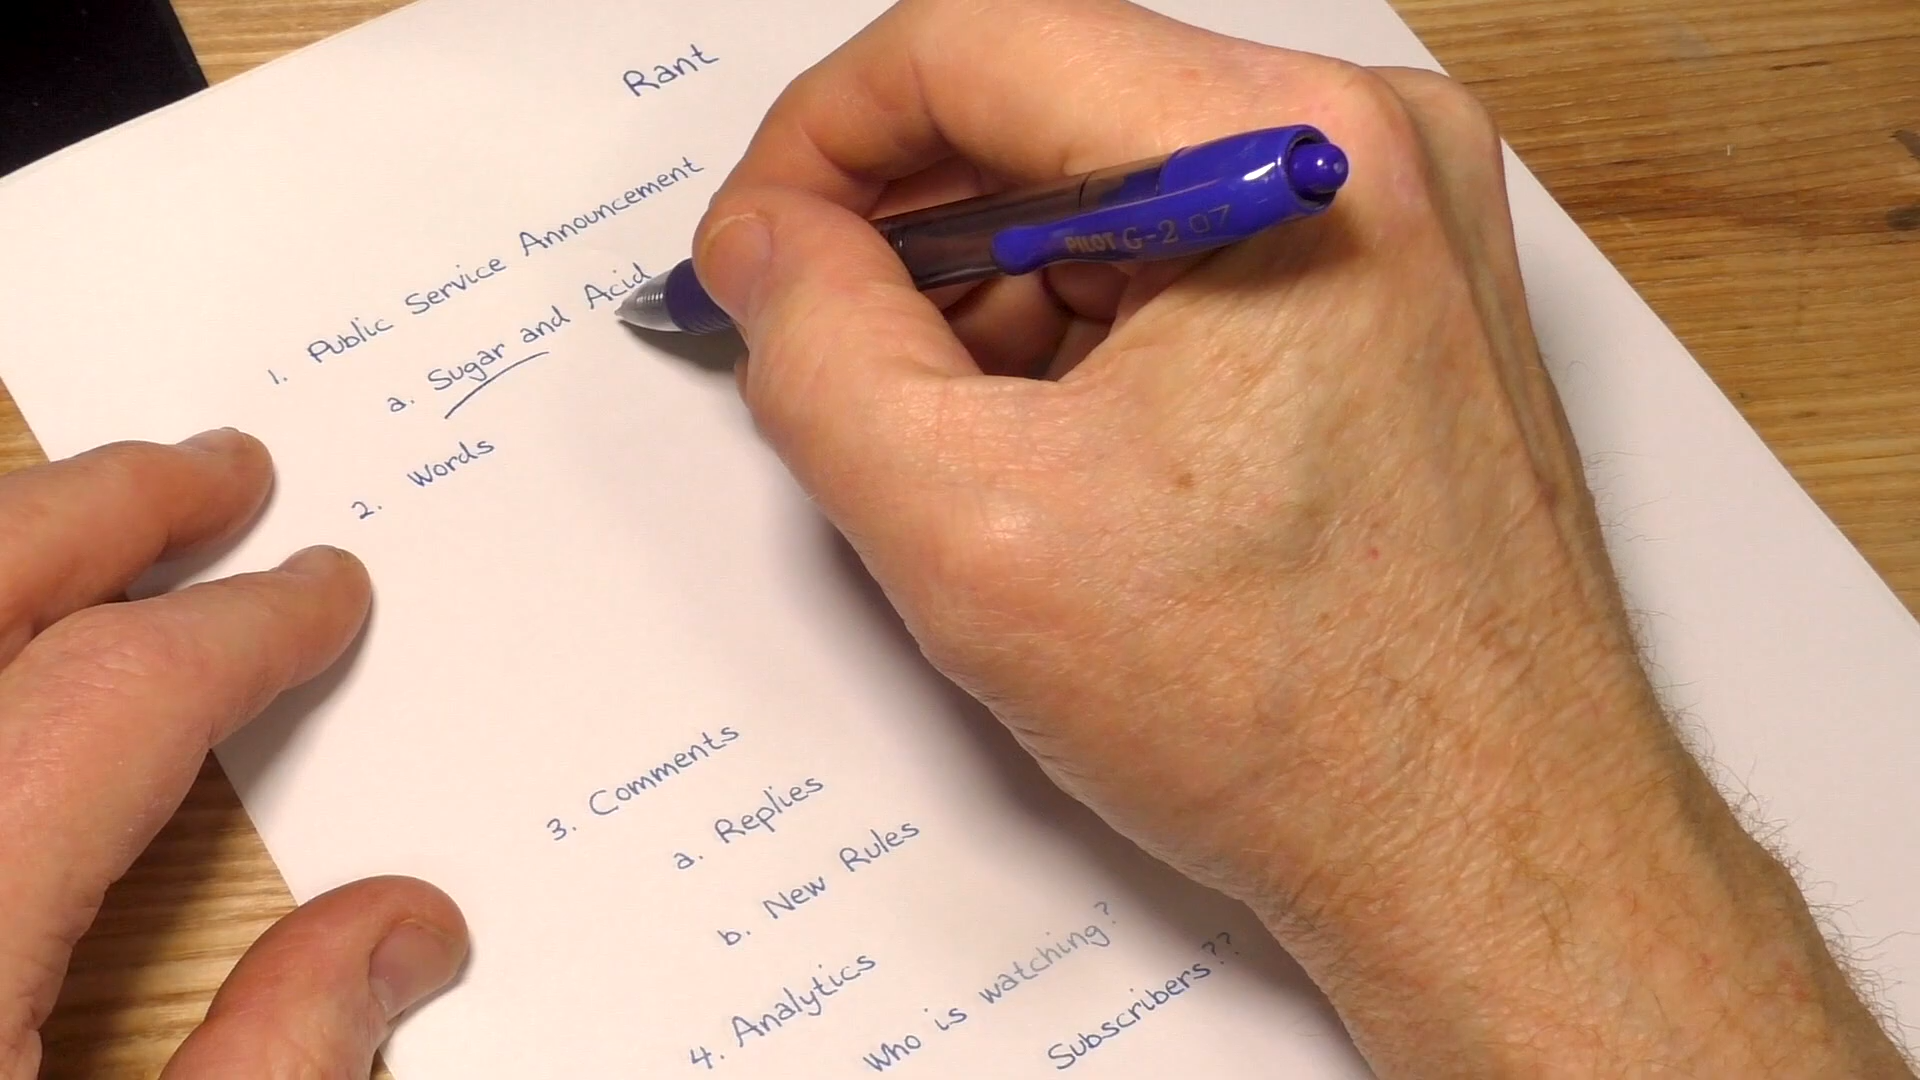 Rant
1. Public Service Announcement
a. Sugar and Acid
2. Words
3. Comments
a. Replies
b. New Rules
4. Analytics
Who is watching?
Subscribers??
PILOT G-2 07